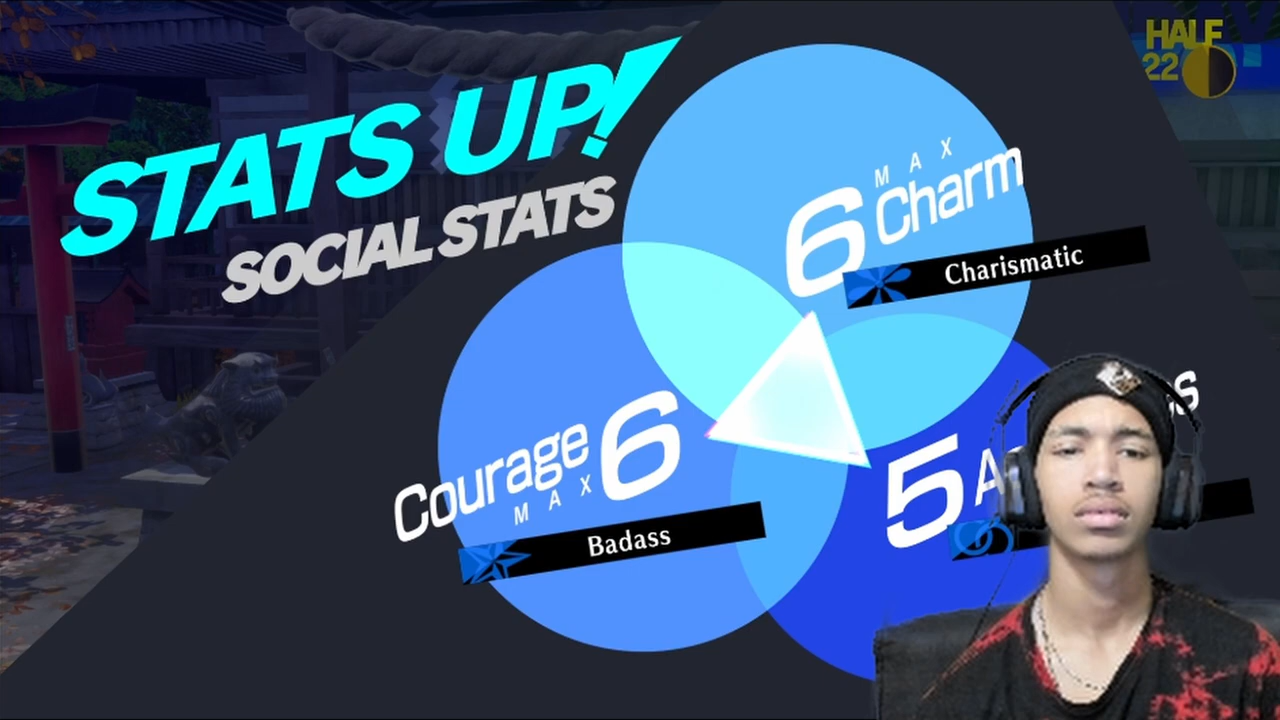 HALF
22
STATS UP!
SOCIAL STATS
MAX
6 Charm
Charismatic
Courage 6
MAX
Badass
5